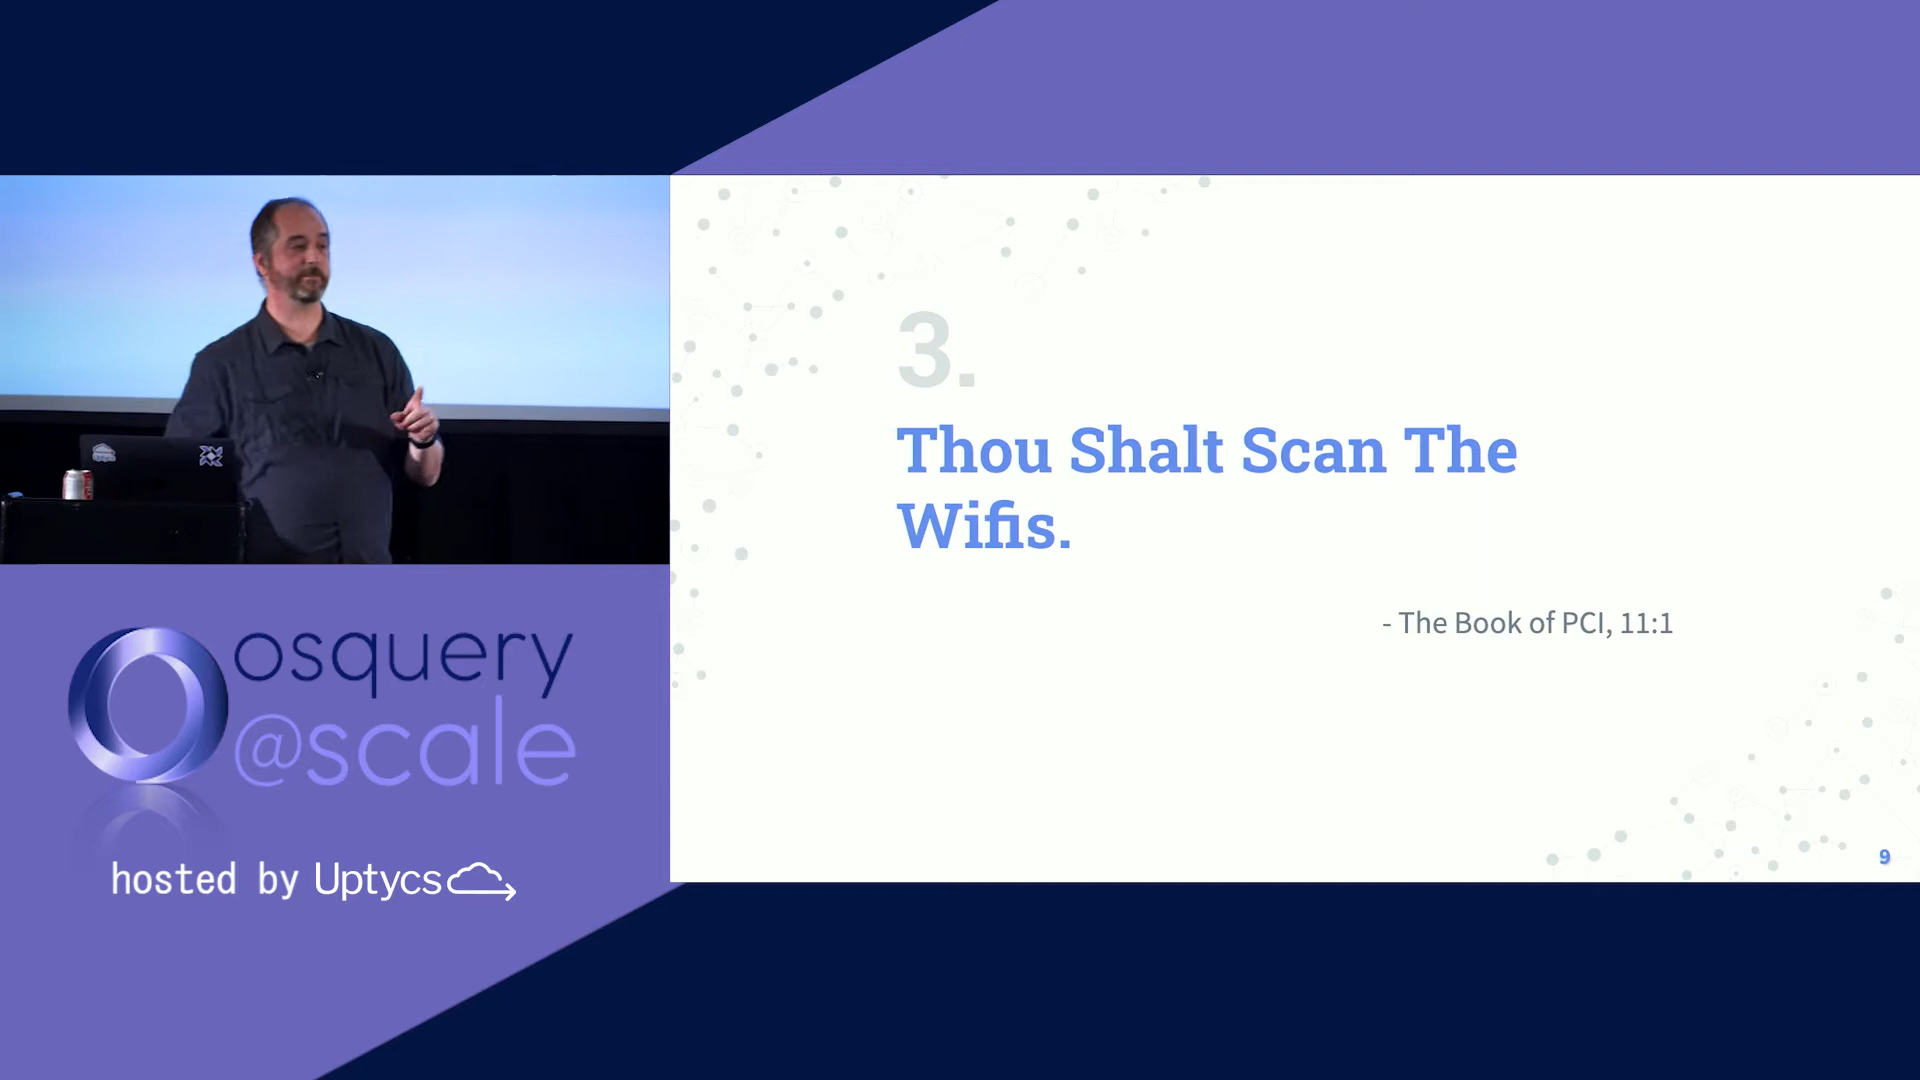 3.
Thou Shalt Scan The
Wifis.
- The Book of PCI, 11:1
9
osquery
@scale
hosted by Uptycs